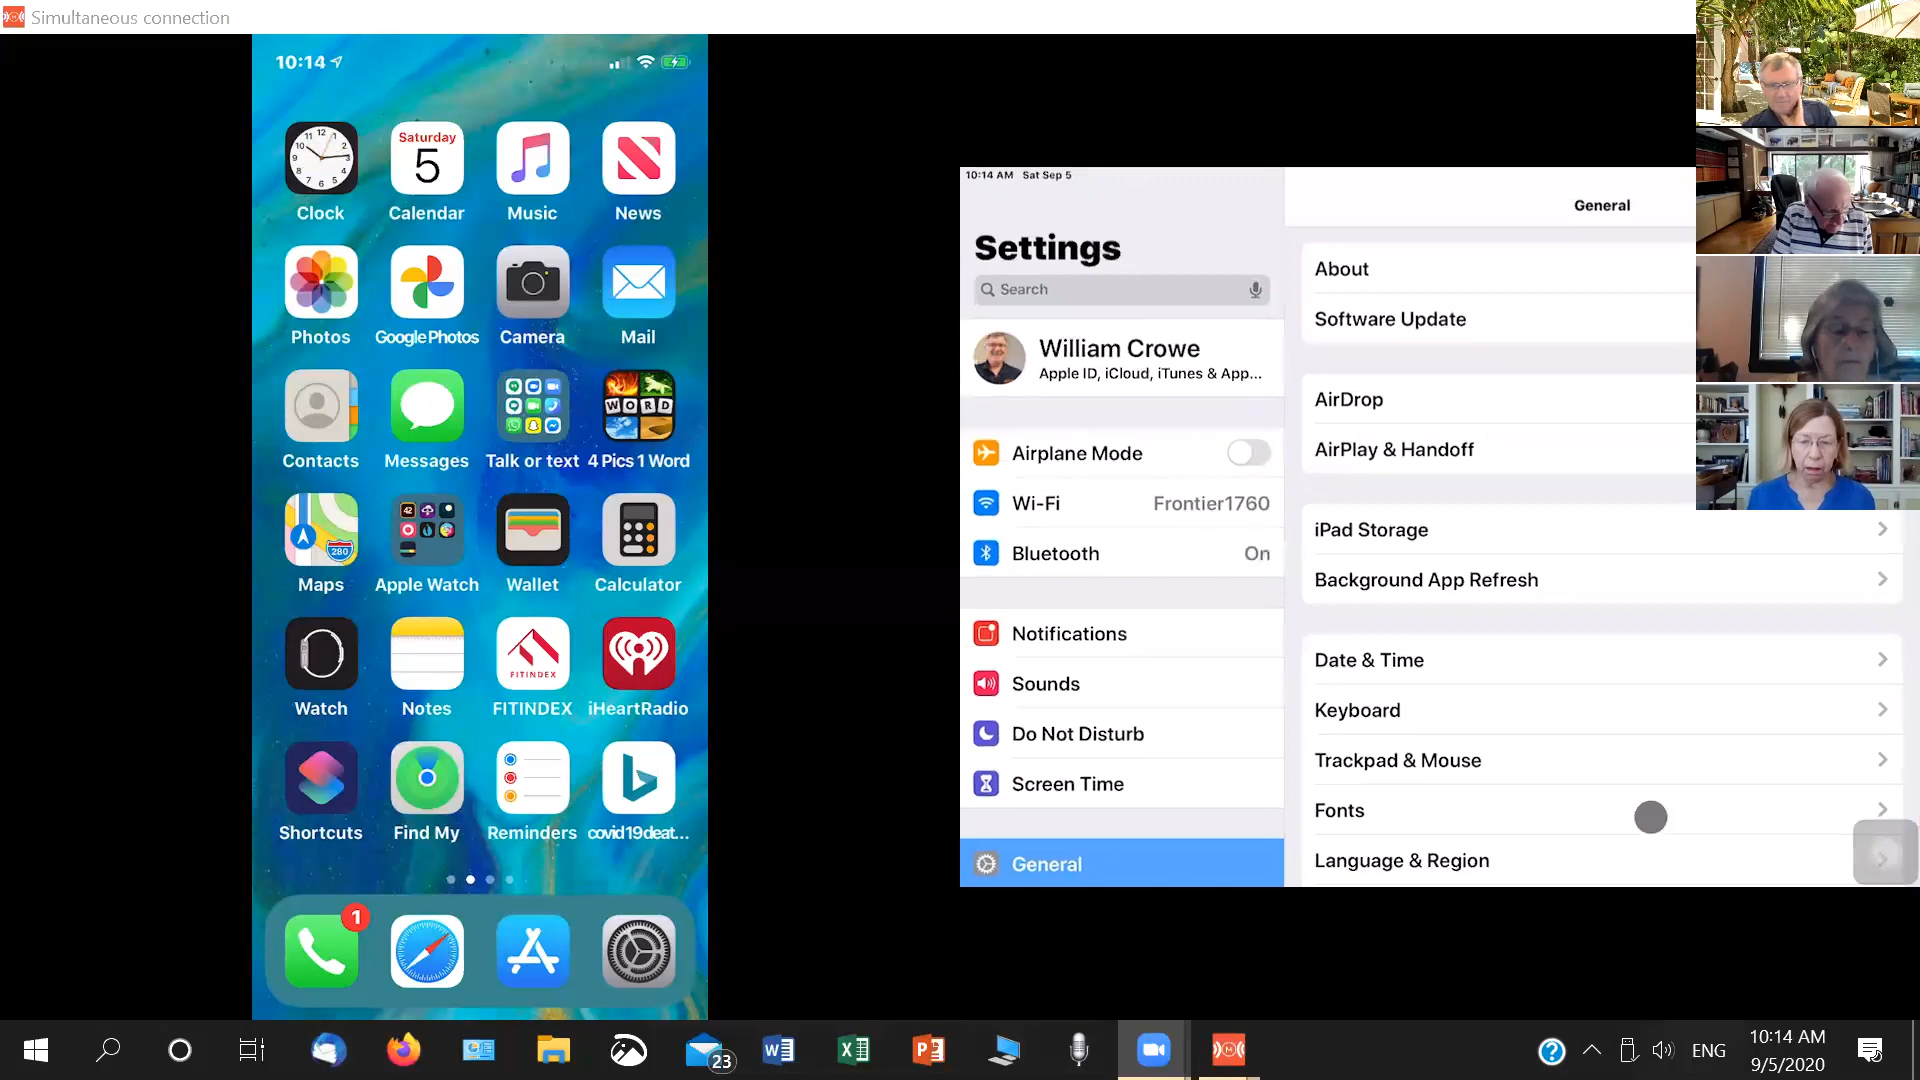 Simultaneous connection
10:14
Saturday
5
Clock
Calendar
Music
News
Photos
Google Photos
Camera
Mail
WORD
Contacts
Messages
Talk or text
4 Pics 1 Word
42
280
Maps
Apple Watch
Wallet
Calculator
FITINDEX
Watch
Notes
FITINDEX
iHeartRadio
Shortcuts
Find My
Reminders
covid19deat...
1
10:14 AM Sat Sep 5
Settings
Search
William Crowe
Apple ID, iCloud, iTunes & App...
Airplane Mode
Wi-Fi Frontier1760
Bluetooth On
Notifications
Sounds
Do Not Disturb
Screen Time
General
General
About
Software Update
AirDrop
AirPlay & Handoff
iPad Storage
Background App Refresh
Date & Time
Keyboard
Trackpad & Mouse
Fonts
Language & Region
23
ENG
10:14 AM
9/5/2020